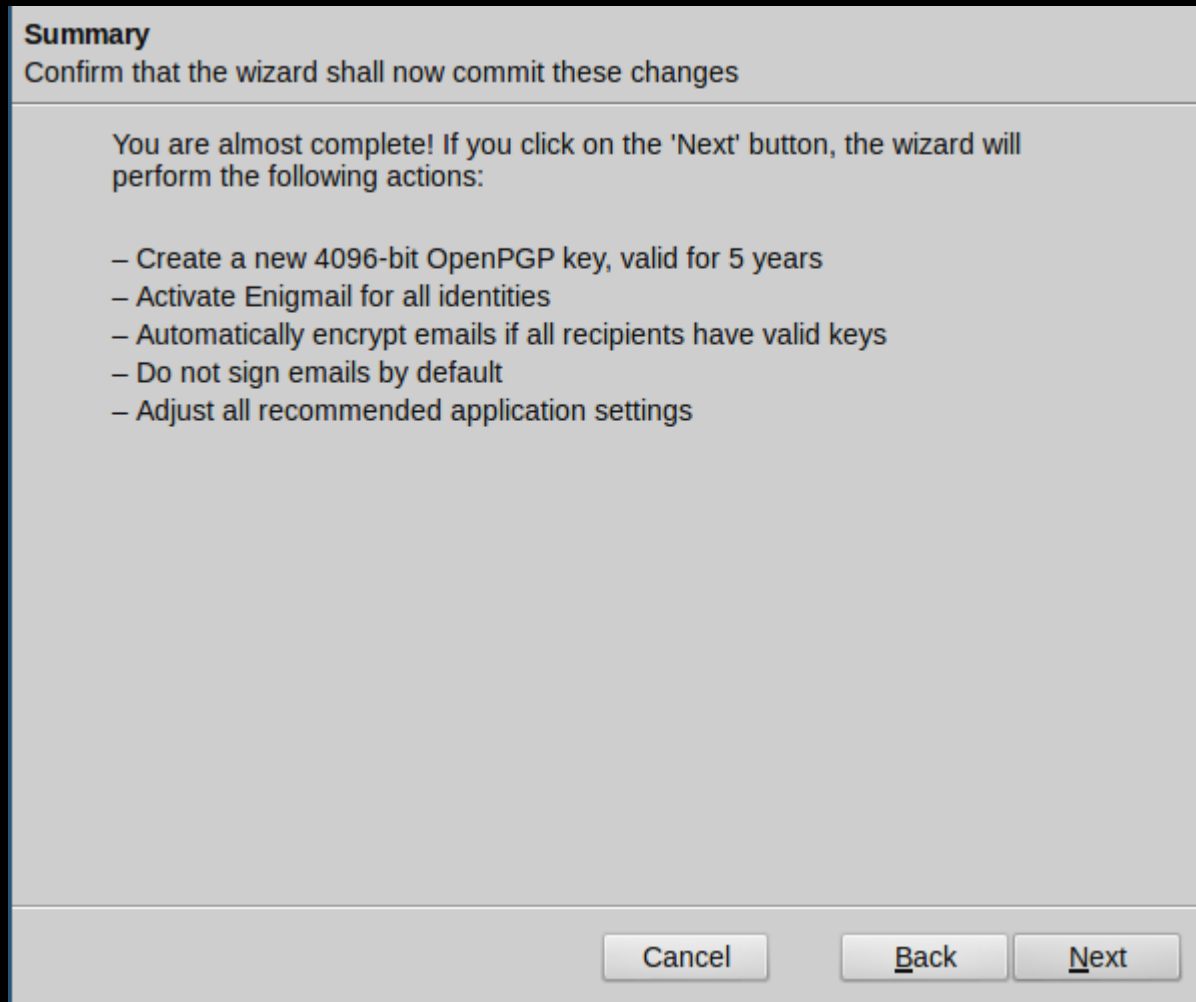 Summary
Confirm that the wizard shall now commit these changes
You are almost complete! If you click on the 'Next' button, the wizard will
perform the following actions:
– Create a new 4096-bit OpenPGP key, valid for 5 years
– Activate Enigmail for all identities
– Automatically encrypt emails if all recipients have valid keys
– Do not sign emails by default
– Adjust all recommended application settings
Cancel
Back
Next